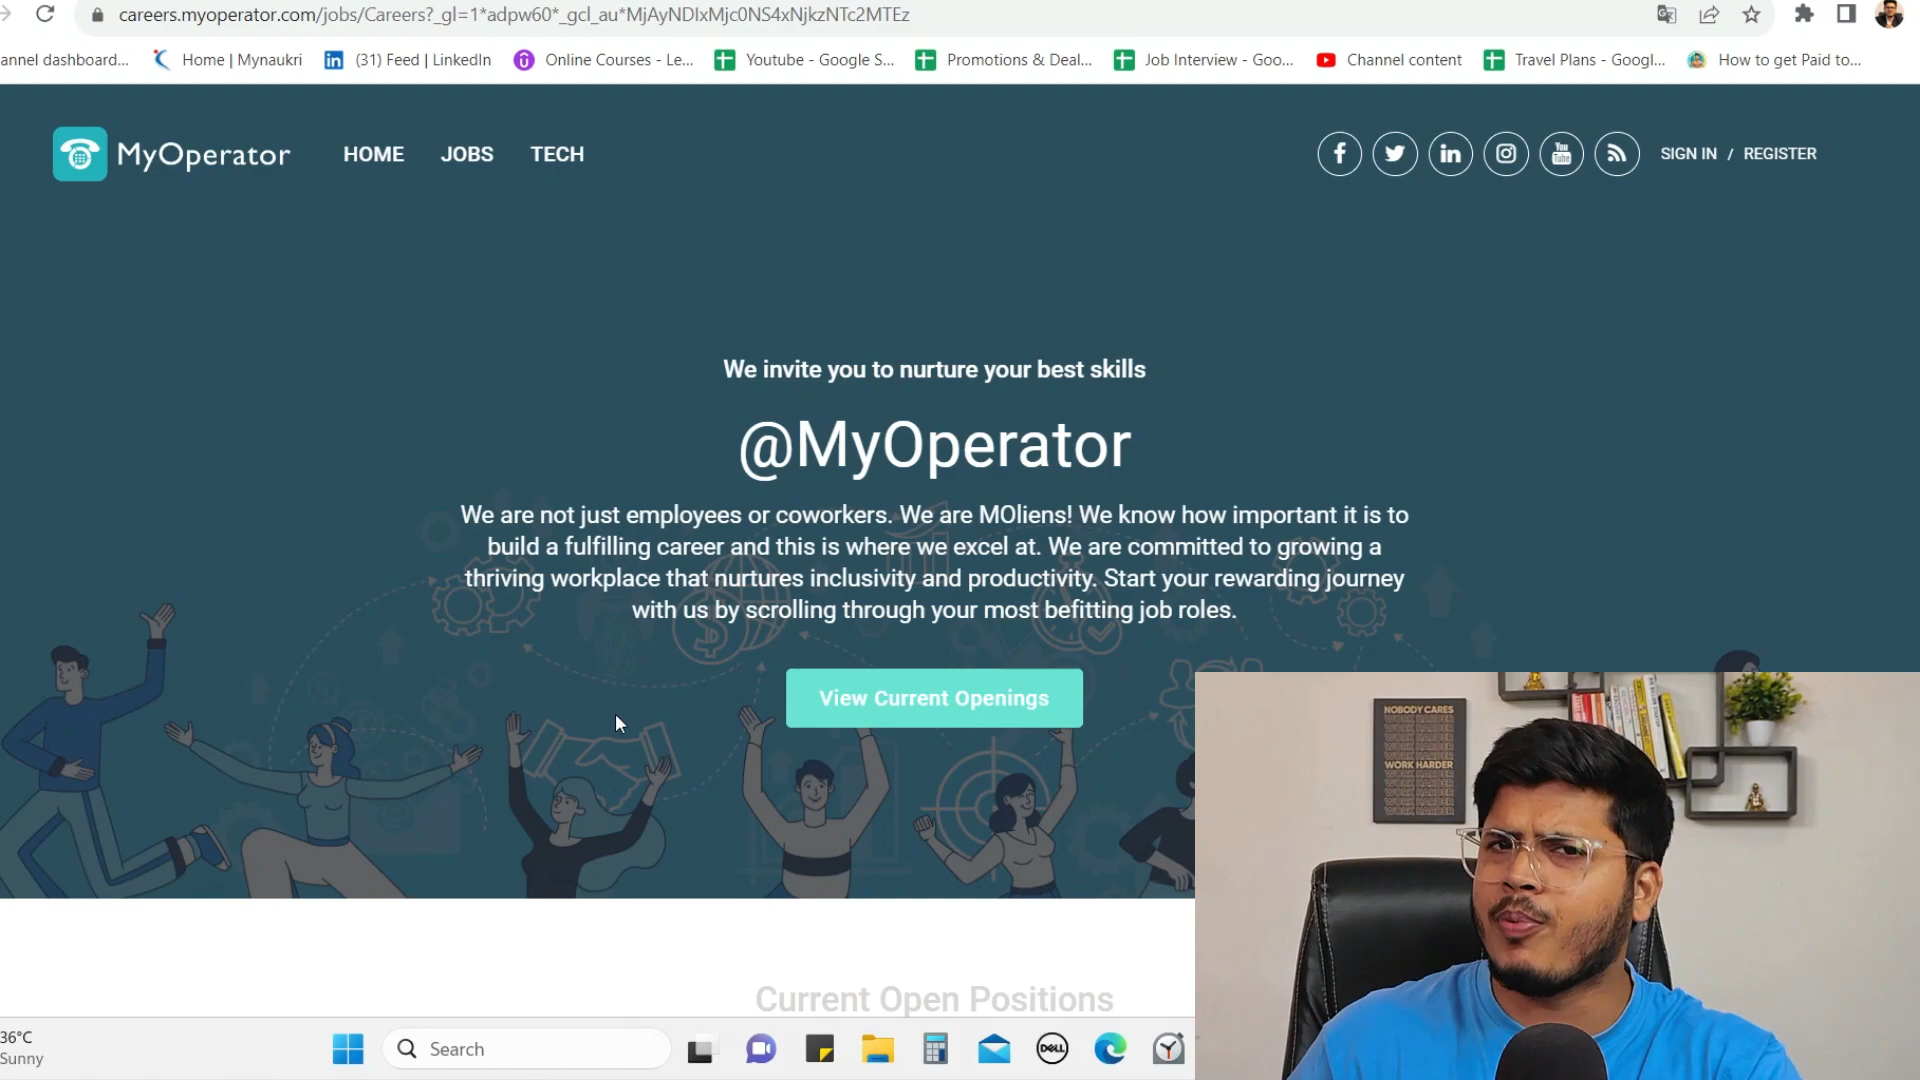 careers.myoperator.com/jobs/Careers?_gl=1*adpw60*_gcl_au*MjAyNDIxMjc0NS4xNjkzNTc2MTEz
annel dashboard...
Home | Mynaukri
(31) Feed | LinkedIn
Online Courses - Le...
Youtube - Google S...
Promotions & Deal...
Job Interview - Goo...
Channel content
Travel Plans - Googl...
How to get Paid to...
MyOperator
HOME
JOBS
TECH
You
Tube
SIGN IN / REGISTER
We invite you to nurture your best skills
@MyOperator
We are not just employees or coworkers. We are MOliens! We know how important it is to
build a fulfilling career and this is where we excel at. We are committed to growing a
thriving workplace that nurtures inclusivity and productivity. Start your rewarding journey
with us by scrolling through your most befitting job roles.
View Current Openings
NOBODY CARES
WORK HARDER
Current Open Positions
36°C
Sunny
Search
DELL